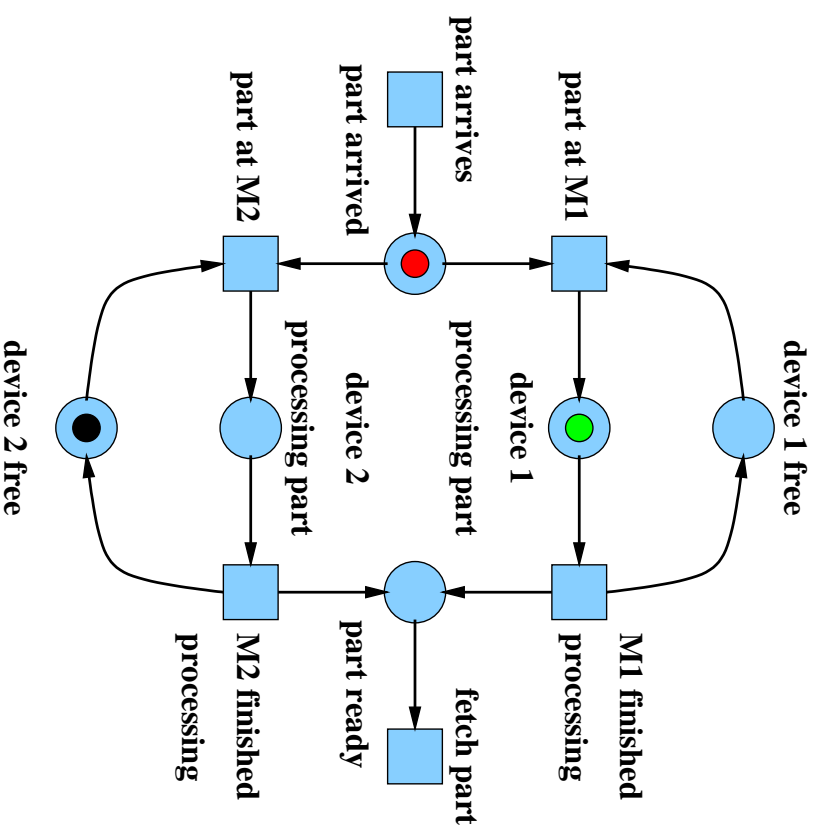 device 1 free
M1 finished
processing
part at M1
device 1
processing part
part arrives
fetch part
part arrived
device 2
part ready
processing part
part at M2
M2 finished
processing
device 2 free